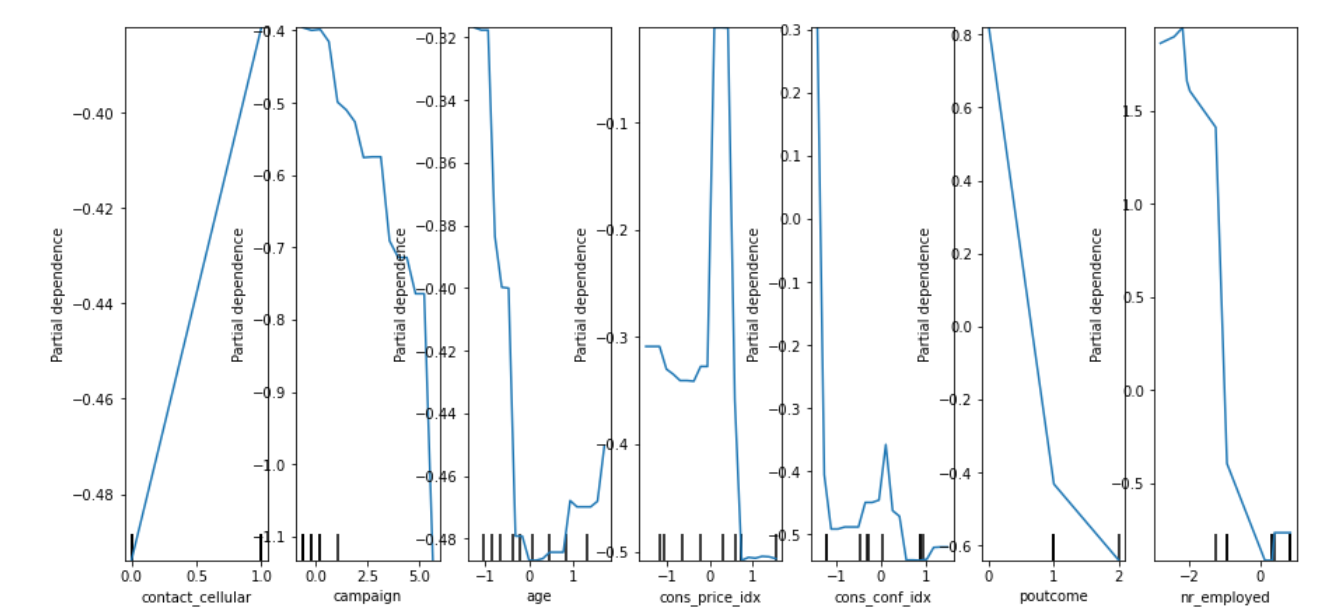 Partial dependence
−0.40
−0.42
−0.44
−0.46
−0.48
0.0 0.5 1.0
contact_cellular
Partial dependence
−0.4
−0.5
−0.6
−0.7
−0.8
−0.9
−1.0
−1.1
0.0 2.5 5.0
campaign
Partial dependence
−0.32
−0.34
−0.36
−0.38
−0.40
−0.42
−0.44
−0.46
−0.48
−1 0 1
age
Partial dependence
−0.1
−0.2
−0.3
−0.4
−0.5
−1 0 1
cons_price_idx
Partial dependence
0.3
0.2
0.1
0.0
−0.1
−0.2
−0.3
−0.4
−0.5
−1 0 1
cons_conf_idx
Partial dependence
0.8
0.6
0.4
0.2
0.0
−0.2
−0.4
−0.6
0 1 2
poutcome
Partial dependence
1.5
1.0
0.5
0.0
−0.5
−2 0
nr_employed